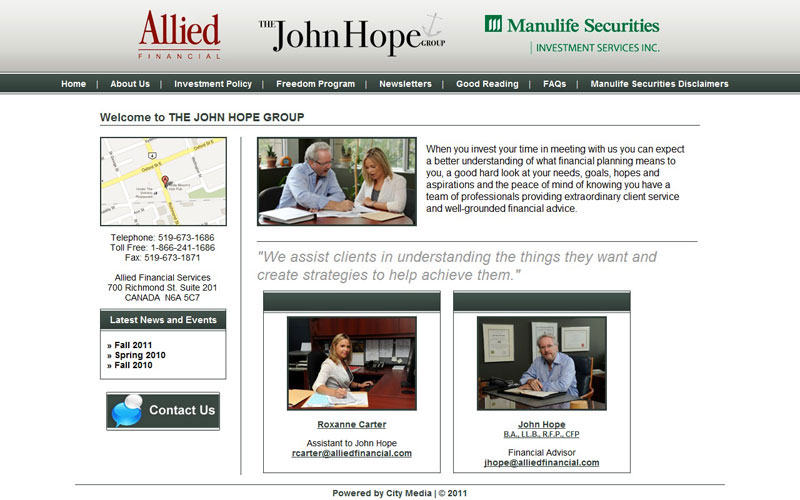 Allied
FINANCIAL
THE John Hope GROUP
Manulife Securities
INVESTMENT SERVICES INC.
Home | About Us | Investment Policy | Freedom Program | Newsletters | Good Reading | FAQs | Manulife Securities Disclaimers
Welcome to THE JOHN HOPE GROUP
Oxford St E
Oxford St E
Richmond St
When you invest your time in meeting with us you can expect
a better understanding of what financial planning means to
you, a good hard look at your needs, goals, hopes and
aspirations and the peace of mind of knowing you have a
team of professionals providing extraordinary client service
and well-grounded financial advice.
Telephone: 519-673-1686
Toll Free: 1-866-241-1686
Fax: 519-673-1871
Allied Financial Services
700 Richmond St. Suite 201
CANADA N6A 5C7
Latest News and Events
» Fall 2011
» Spring 2010
» Fall 2010
Contact Us
"We assist clients in understanding the things they want and
create strategies to help achieve them."
Roxanne Carter
Assistant to John Hope
rcarter@alliedfinancial.com
John Hope
B.A., LL.B., R.F.P., CFP
Financial Advisor
jhope@alliedfinancial.com
Powered by City Media | © 2011